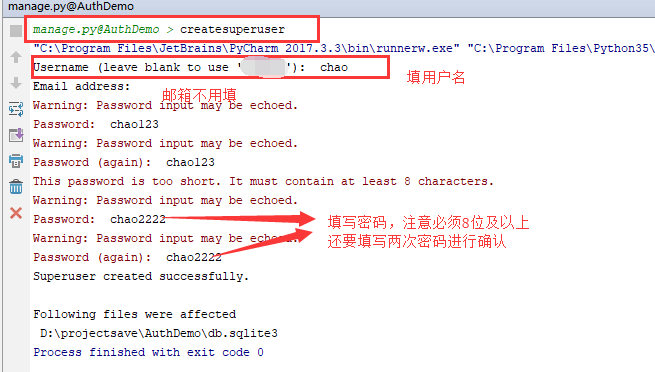 manage.py@AuthDemo
manage.py@AuthDemo > createsuperuser
"C:\Program Files\JetBrains\PyCharm 2017.3.3\bin\runnerw.exe" "C:\Program Files\Python35\
Username (leave blank to use ' '): chao
填用户名
Email address:
邮箱不用填
Warning: Password input may be echoed.
Password: chao123
Warning: Password input may be echoed.
Password (again): chao123
This password is too short. It must contain at least 8 characters.
Warning: Password input may be echoed.
Password: chao2222
填写密码，注意必须8位及以上
Warning: Password input may be echoed.
还要填写两次密码进行确认
Password (again): chao2222
Superuser created successfully.
Following files were affected
D:\projectsave\AuthDemo\db.sqlite3
Process finished with exit code 0